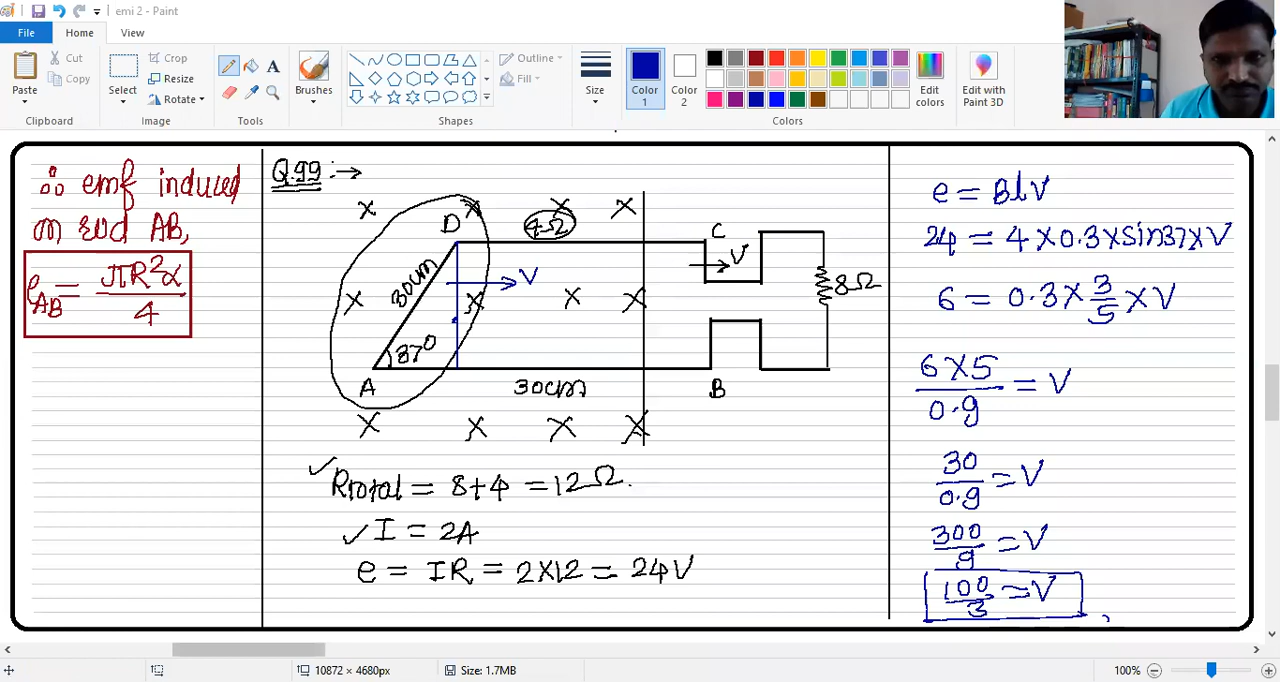 emi 2 - Paint
File
Home
View
Paste
Cut
Copy
Clipboard
Select
Crop
Resize
Rotate
Image
A
Tools
Brushes
Outline
Fill
Shapes
Size
Color 1
Color 2
Edit colors
Edit with Paint 3D
Colors
∴ emf induced
in rod AB,
e_AB = πR²α / 4
Q.99 :→
X X X X
D 4Ω C
30cm → V → V
X X X X 8Ω
37°
A 30cm B
X X X X
✓ Rtotal = 8+4 = 12Ω.
✓ I = 2A
e = IR = 2X12 = 24V
e = BlV
24 = 4 X 0.3 X sin37 X V
6 = 0.3 X 3/5 X V
6X5 / 0.9 = V
30 / 0.9 = V
300 / 9 = V
100 / 3 = V
10872 × 4680px
Size: 1.7MB
100%